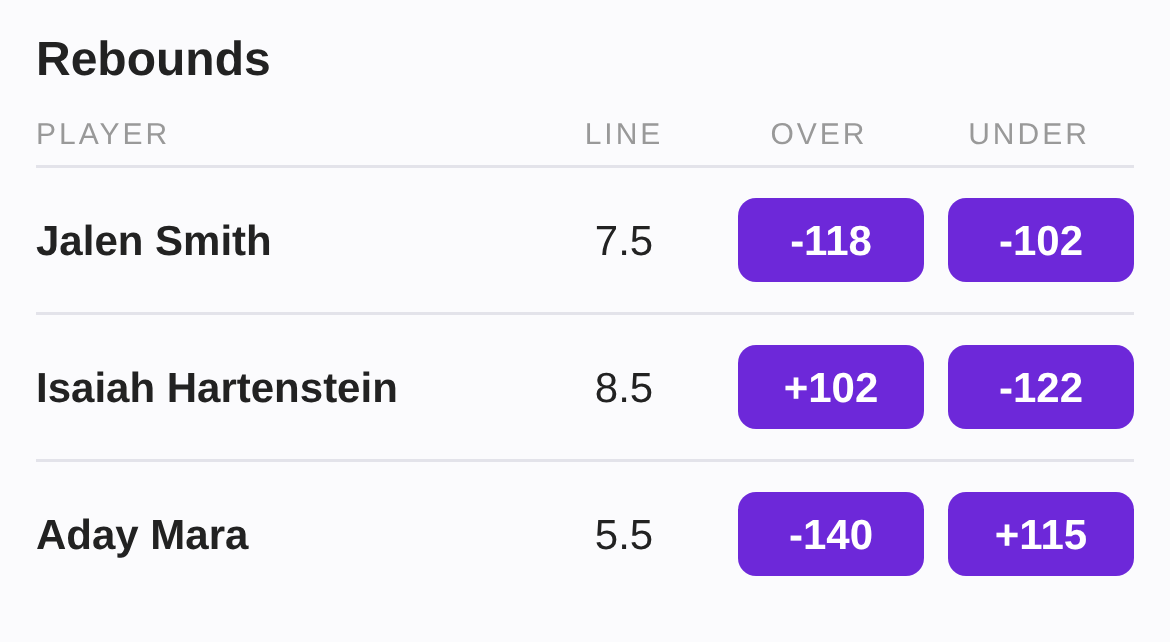 Rebounds
PLAYER LINE OVER UNDER
Jalen Smith 7.5 -118 -102
Isaiah Hartenstein 8.5 +102 -122
Aday Mara 5.5 -140 +115